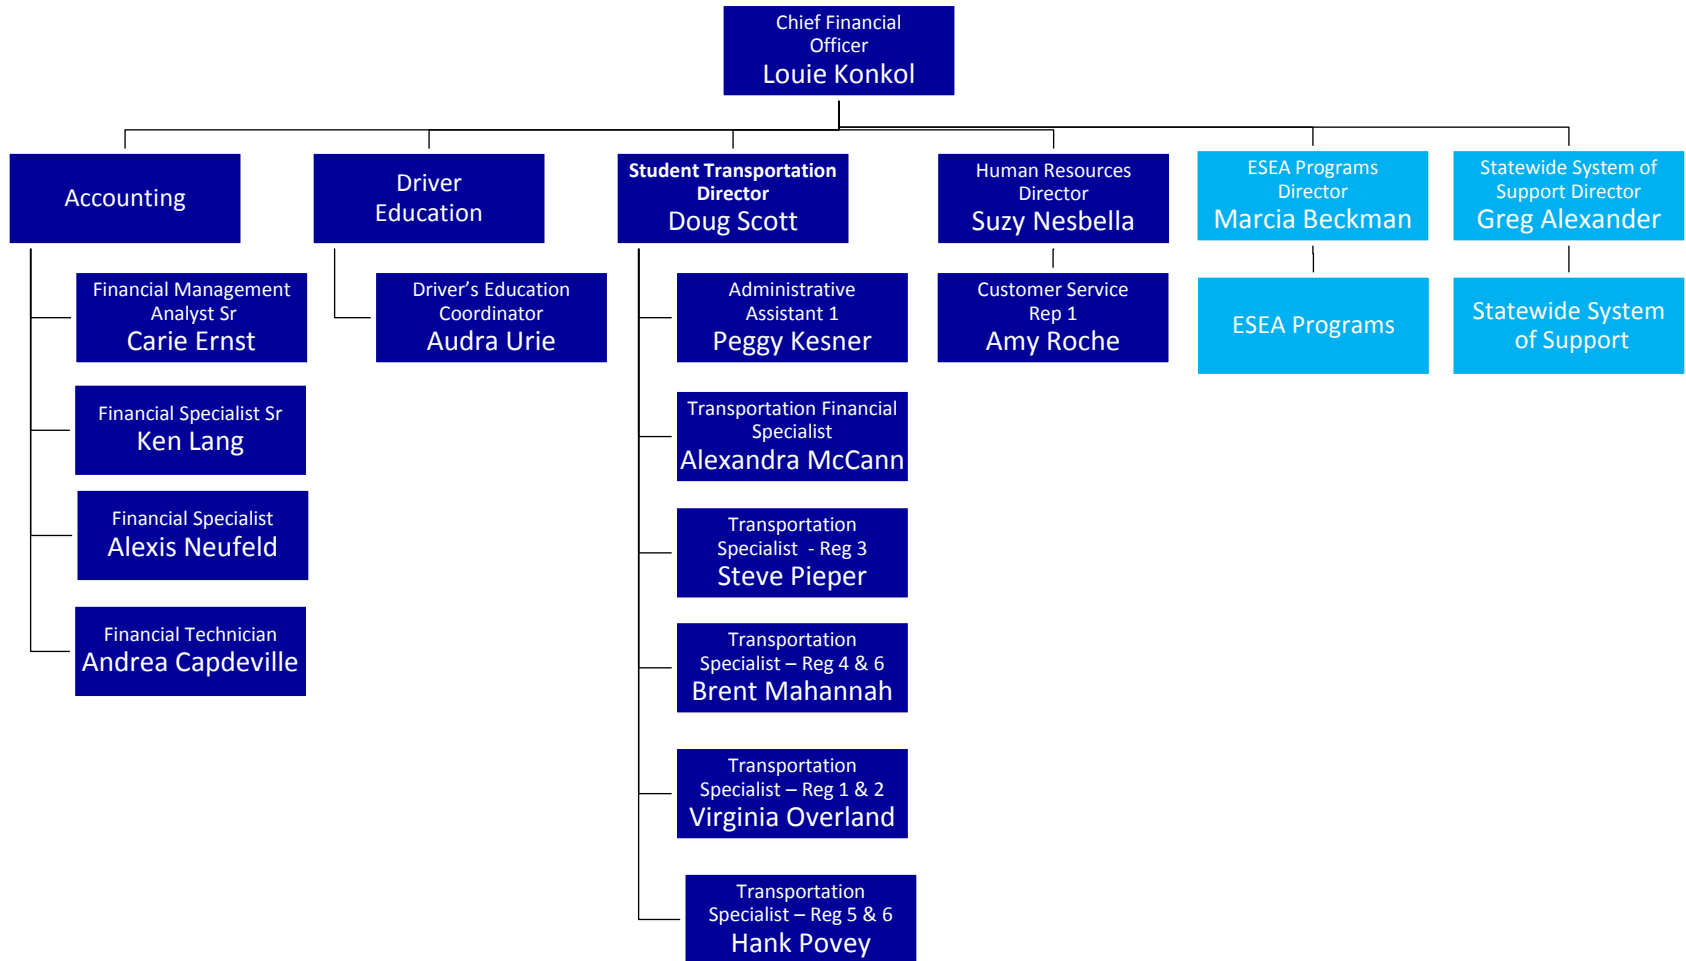 Chief Financial
Officer
Louie Konkol
Accounting
Driver
Education
Student Transportation
Director
Doug Scott
Human Resources
Director
Suzy Nesbella
ESEA Programs
Director
Marcia Beckman
Statewide System of
Support Director
Greg Alexander
Financial Management
Analyst Sr
Carie Ernst
Financial Specialist Sr
Ken Lang
Financial Specialist
Alexis Neufeld
Financial Technician
Andrea Capdeville
Driver’s Education
Coordinator
Audra Urie
Administrative
Assistant 1
Peggy Kesner
Transportation Financial
Specialist
Alexandra McCann
Transportation
Specialist - Reg 3
Steve Pieper
Transportation
Specialist – Reg 4 & 6
Brent Mahannah
Transportation
Specialist – Reg 1 & 2
Virginia Overland
Transportation
Specialist – Reg 5 & 6
Hank Povey
Customer Service
Rep 1
Amy Roche
ESEA Programs
Statewide System
of Support